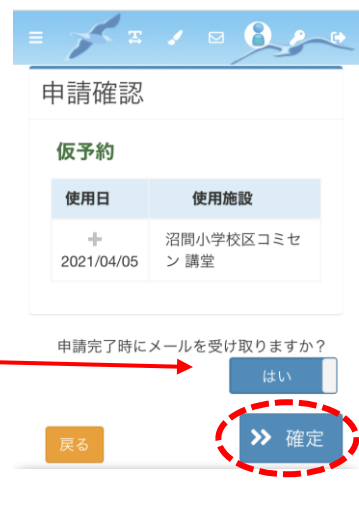 申請確認
仮予約
使用日 使用施設
2021/04/05 沼間小学校区コミセ
ン 講堂
申請完了時にメールを受け取りますか？
はい
戻る
確定